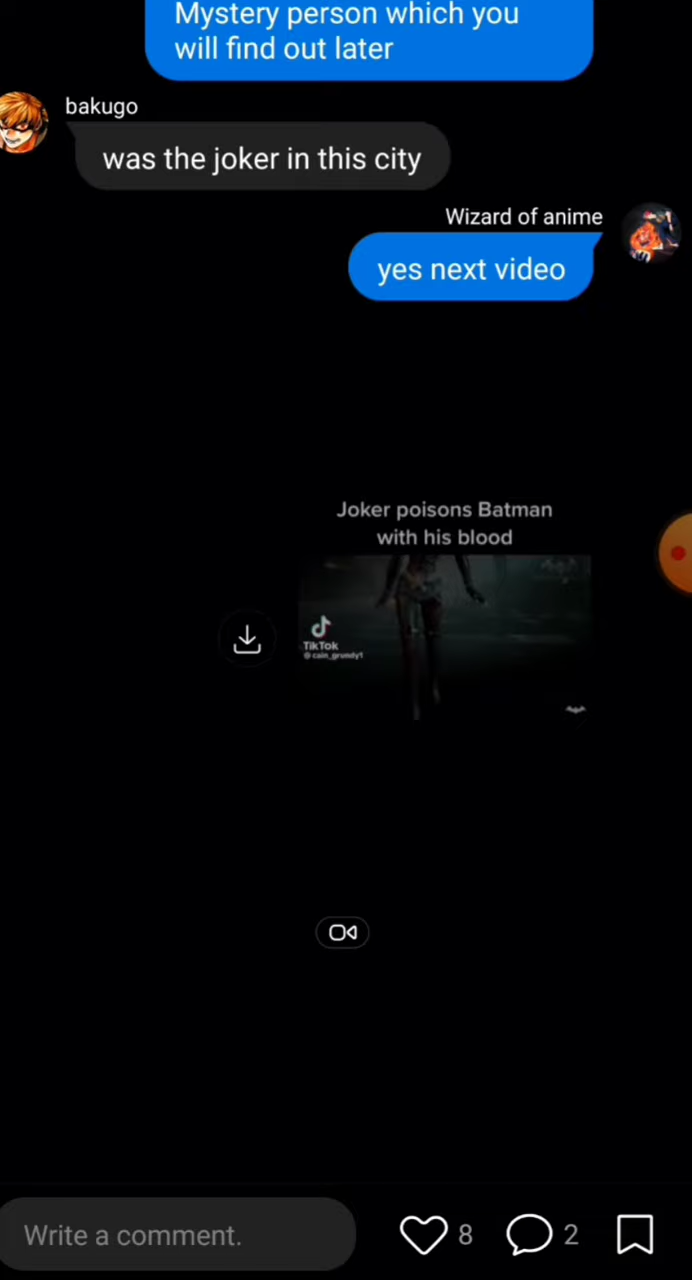 Mystery person which you
will find out later
bakugo
was the joker in this city
Wizard of anime
yes next video
Joker poisons Batman
with his blood
TikTok
@cain_grundy1
Write a comment.
8
2